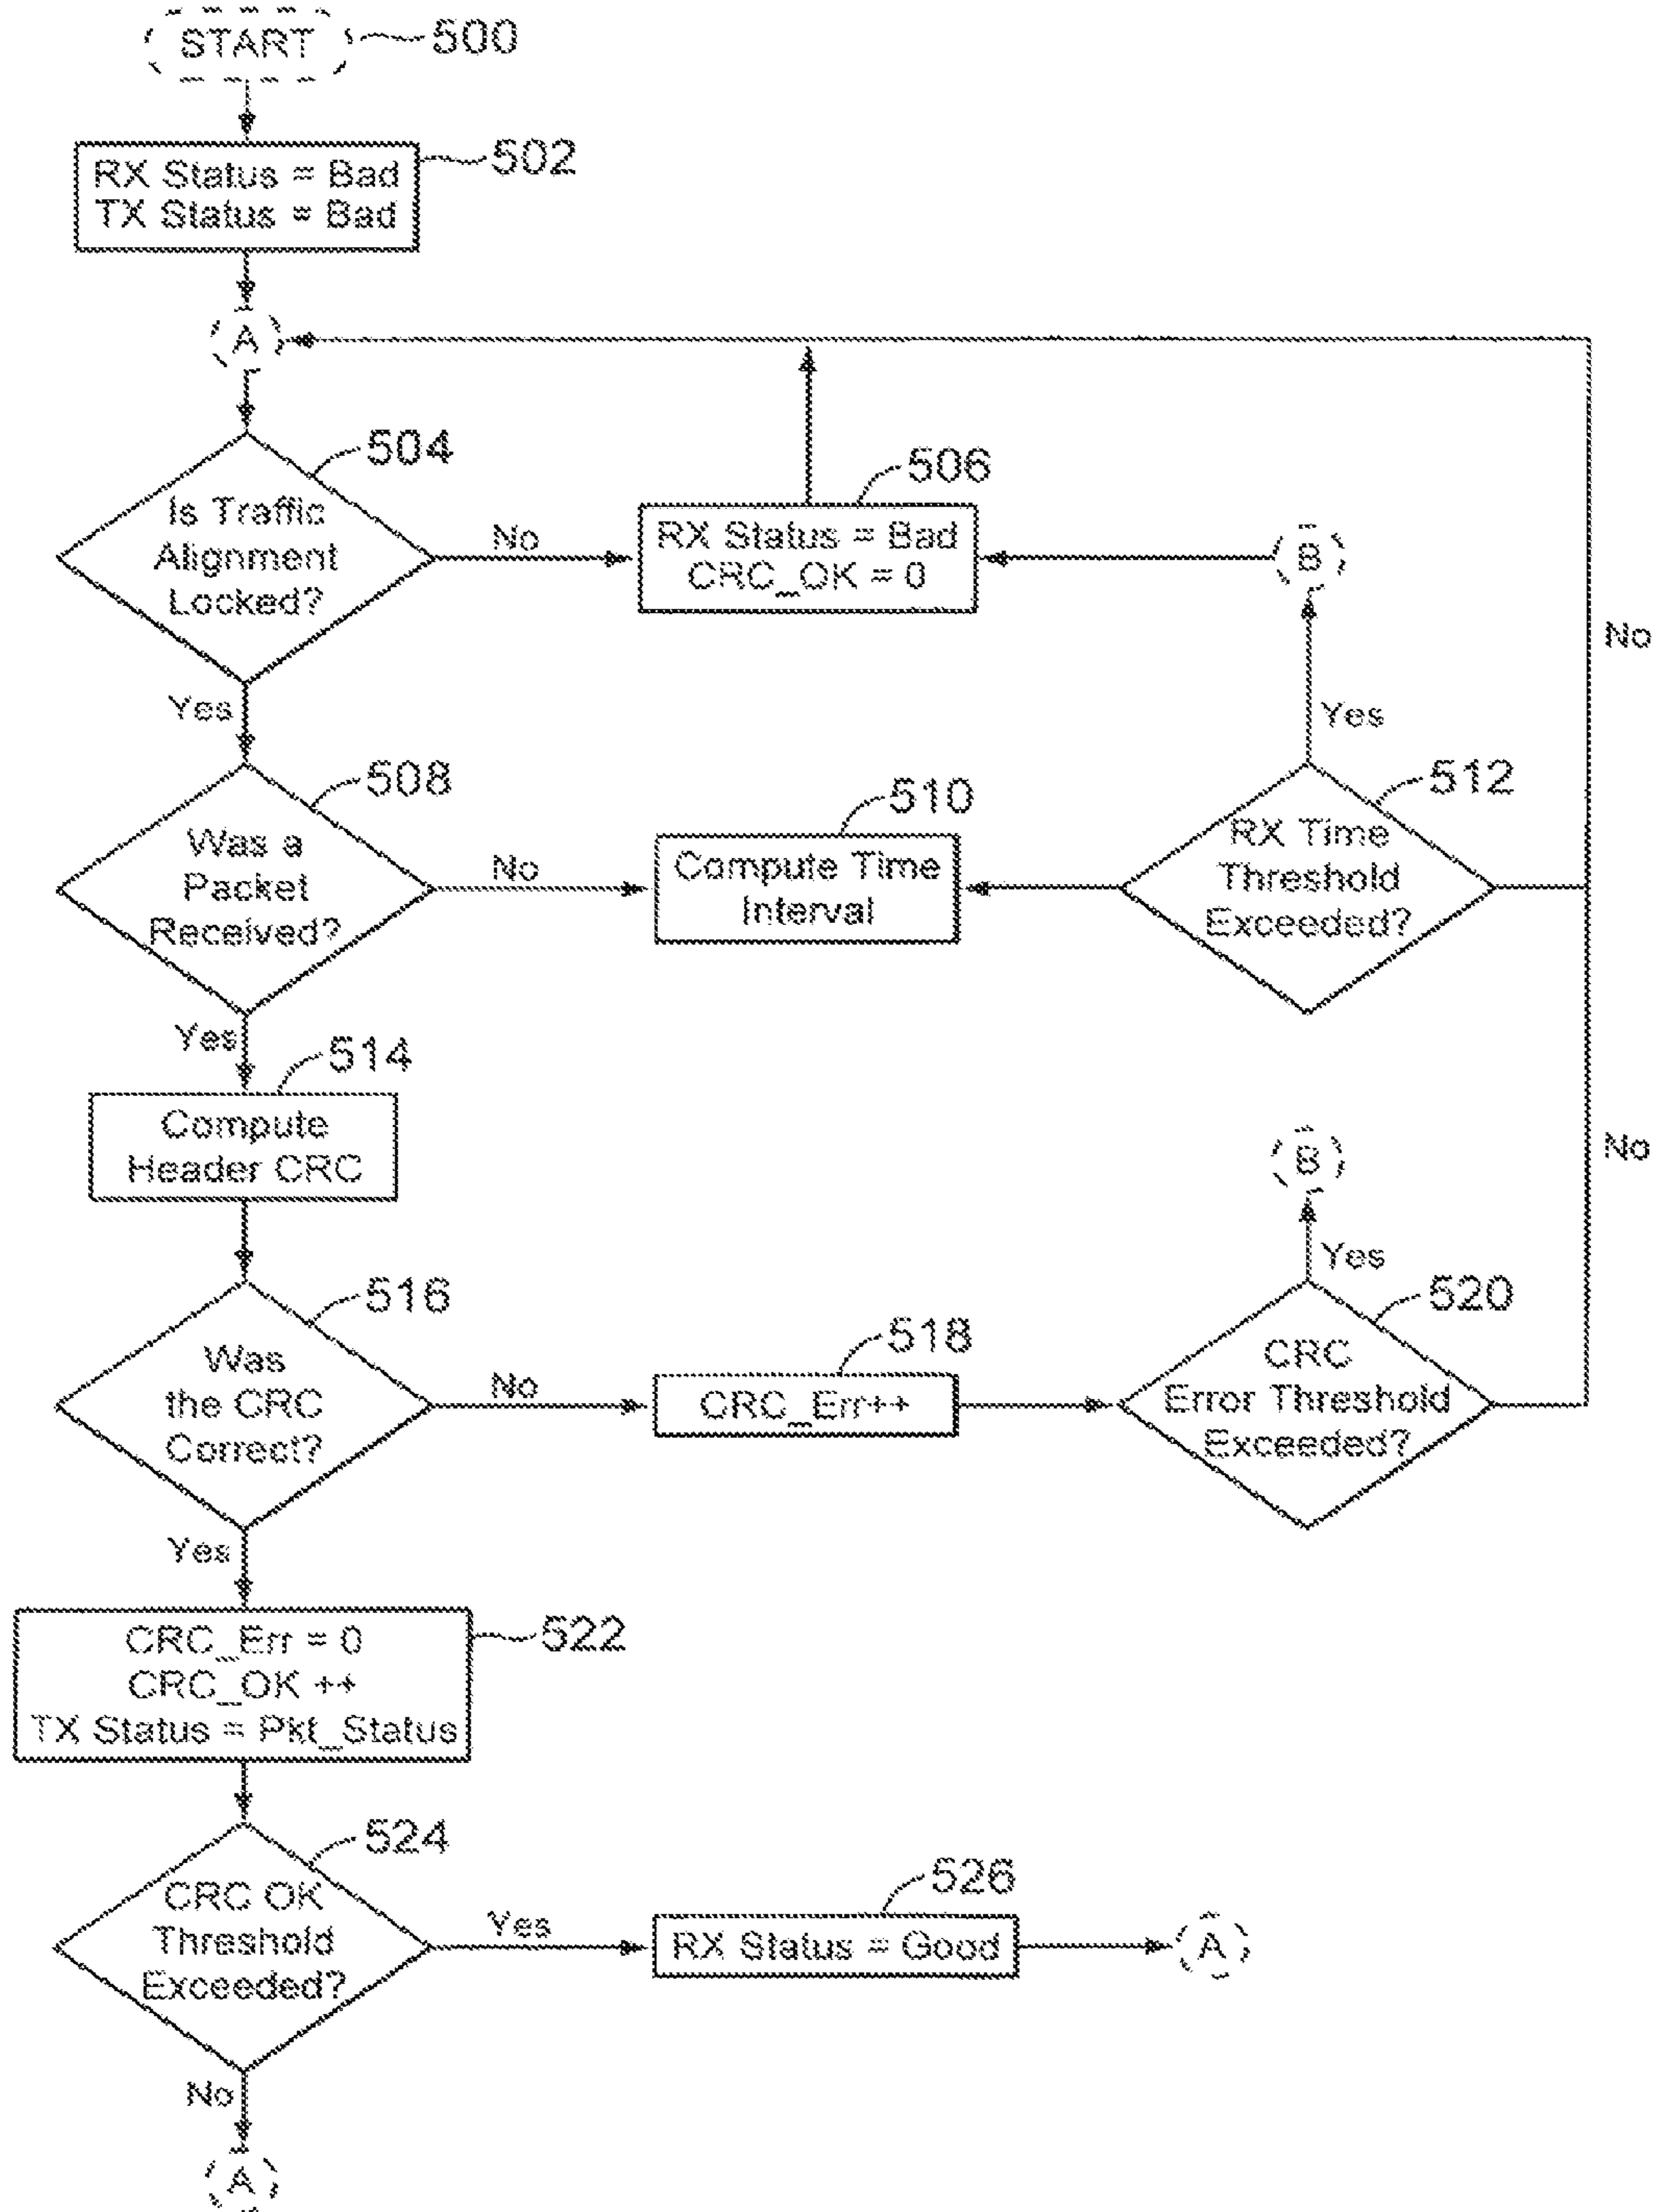 START
500
RX Status = Bad
TX Status = Bad
502
A
504
Is Traffic
Alignment
Locked?
No
506
RX Status = Bad
CRC_OK = 0
B
No
Yes
Yes
508
Was a
Packet
Received?
No
510
Compute Time
Interval
512
RX Time
Threshold
Exceeded?
Yes
514
Compute
Header CRC
B
No
Yes
516
Was
the CRC
Correct?
No
518
CRC_Err++
520
CRC
Error Threshold
Exceeded?
Yes
CRC_Err = 0
CRC_OK ++
TX Status = Pkt_Status
522
524
CRC OK
Threshold
Exceeded?
Yes
526
RX Status = Good
A
No
A